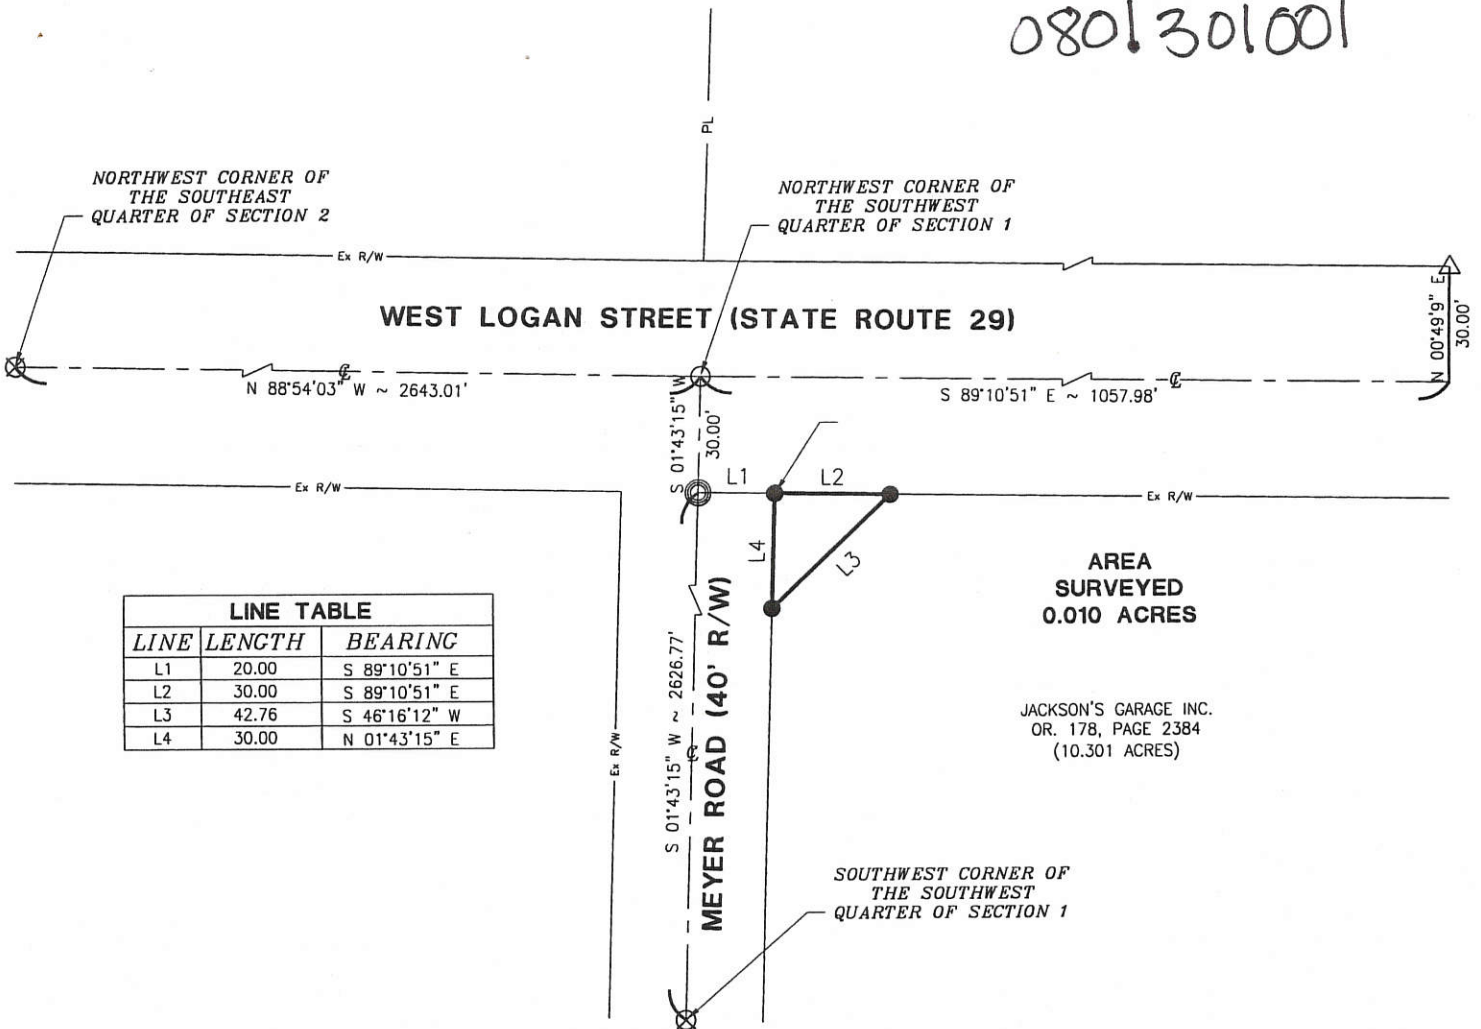 0801301001
PL
NORTHWEST CORNER OF
THE SOUTHEAST
QUARTER OF SECTION 2
NORTHWEST CORNER OF
THE SOUTHWEST
QUARTER OF SECTION 1
Ex R/W
WEST LOGAN STREET (STATE ROUTE 29)
N 00°49'9" E
30.00'
N 88°54'03" W ~ 2643.01'
℄
S 89°10'51" E ~ 1057.98'
℄
S 01°43'15" W
30.00'
Ex R/W
L1
L2
Ex R/W
L4
L3
AREA
SURVEYED
0.010 ACRES
LINE TABLE
LINE LENGTH BEARING
L1 20.00 S 89°10'51" E
L2 30.00 S 89°10'51" E
L3 42.76 S 46°16'12" W
L4 30.00 N 01°43'15" E
Ex R/W
S 01°43'15" W ~ 2626.77'
℄
MEYER ROAD (40' R/W)
JACKSON'S GARAGE INC.
OR. 178, PAGE 2384
(10.301 ACRES)
SOUTHWEST CORNER OF
THE SOUTHWEST
QUARTER OF SECTION 1